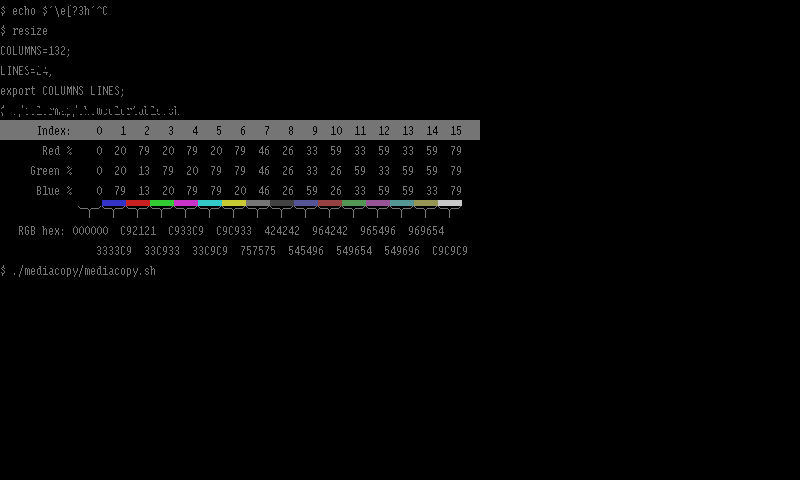 $ echo $'\e[?3h'^C
$ resize
COLUMNS=132;
LINES=24;
export COLUMNS LINES;
Index: 0 1 2 3 4 5 6 7 8 9 10 11 12 13 14 15
Red % 0 20 79 20 79 20 79 46 26 33 59 33 59 33 59 79
Green % 0 20 13 79 20 79 79 46 26 33 26 59 33 59 59 79
Blue % 0 79 13 20 79 79 20 46 26 59 26 33 59 59 33 79
RGB hex: 000000 C92121 C933C9 C9C933 424242 964242 965496 969654
3333C9 33C933 33C9C9 757575 545496 549654 549696 C9C9C9
$ ./mediacopy/mediacopy.sh